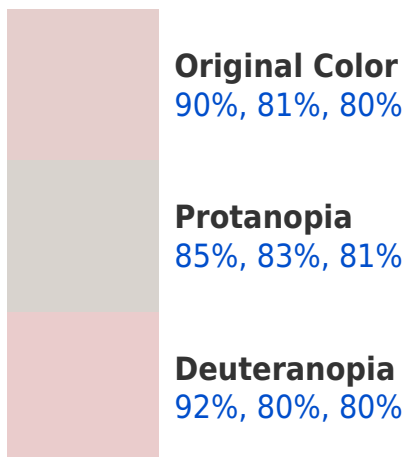 Original Color
90%, 81%, 80%
Protanopia
85%, 83%, 81%
Deuteranopia
92%, 80%, 80%